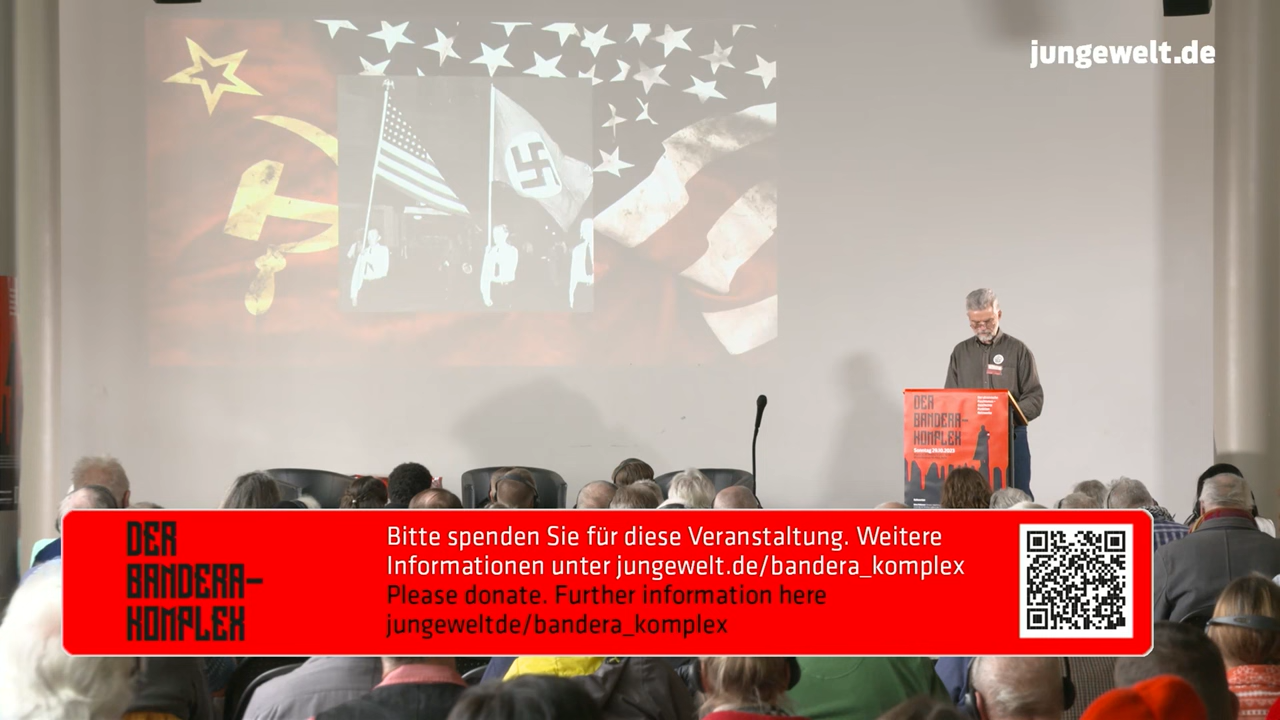 jungewelt.de
DER
BANDERA-
KOMPLEX
DER
BANDERA-
KOMPLEX
Bitte spenden Sie für diese Veranstaltung. Weitere
Informationen unter jungewelt.de/bandera_komplex
Please donate. Further information here
jungeweltde/bandera_komplex